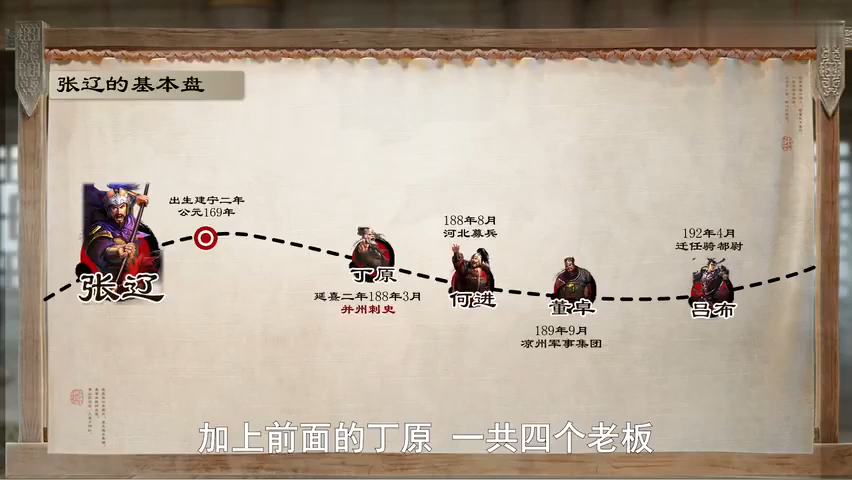 张辽的基本盘
出生建宁二年
公元169年
张辽
丁原
延喜二年188年3月
并州刺史
188年8月
河北募兵
何进
董卓
189年9月
凉州军事集团
192年4月
迁任骑都尉
吕布
加上前面的丁原 一共四个老板